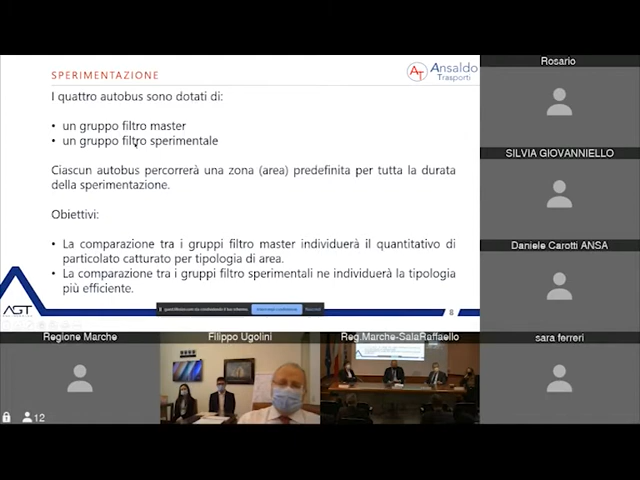 SPERIMENTAZIONE
AT Ansaldo
Trasporti
I quattro autobus sono dotati di:
• un gruppo filtro master
• un gruppo filtro sperimentale
Ciascun autobus percorrerà una zona (area) predefinita per tutta la durata
della sperimentazione.
Obiettivi:
• La comparazione tra i gruppi filtro master individuerà il quantitativo di
particolato catturato per tipologia di area.
• La comparazione tra i gruppi filtro sperimentali ne individuerà la tipologia
più efficiente.
AGT
8
Rosario
SILVIA GIOVANNIELLO
Daniele Carotti ANSA
sara ferreri
Regione Marche
Filippo Ugolini
Reg.Marche-SalaRaffaello
12